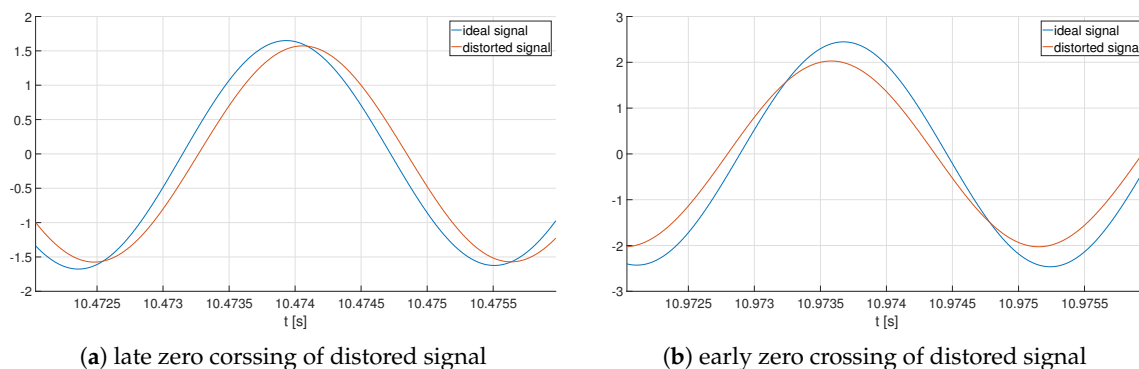 2
1.5
1
0.5
0
-0.5
-1
-1.5
-2
10.4725 10.473 10.4735 10.474 10.4745 10.475 10.4755
t [s]
ideal signal
distorted signal
(a) late zero corssing of distored signal
3
2
1
0
-1
-2
-3
10.9725 10.973 10.9735 10.974 10.9745 10.975 10.9755
t [s]
ideal signal
distorted signal
(b) early zero crossing of distored signal